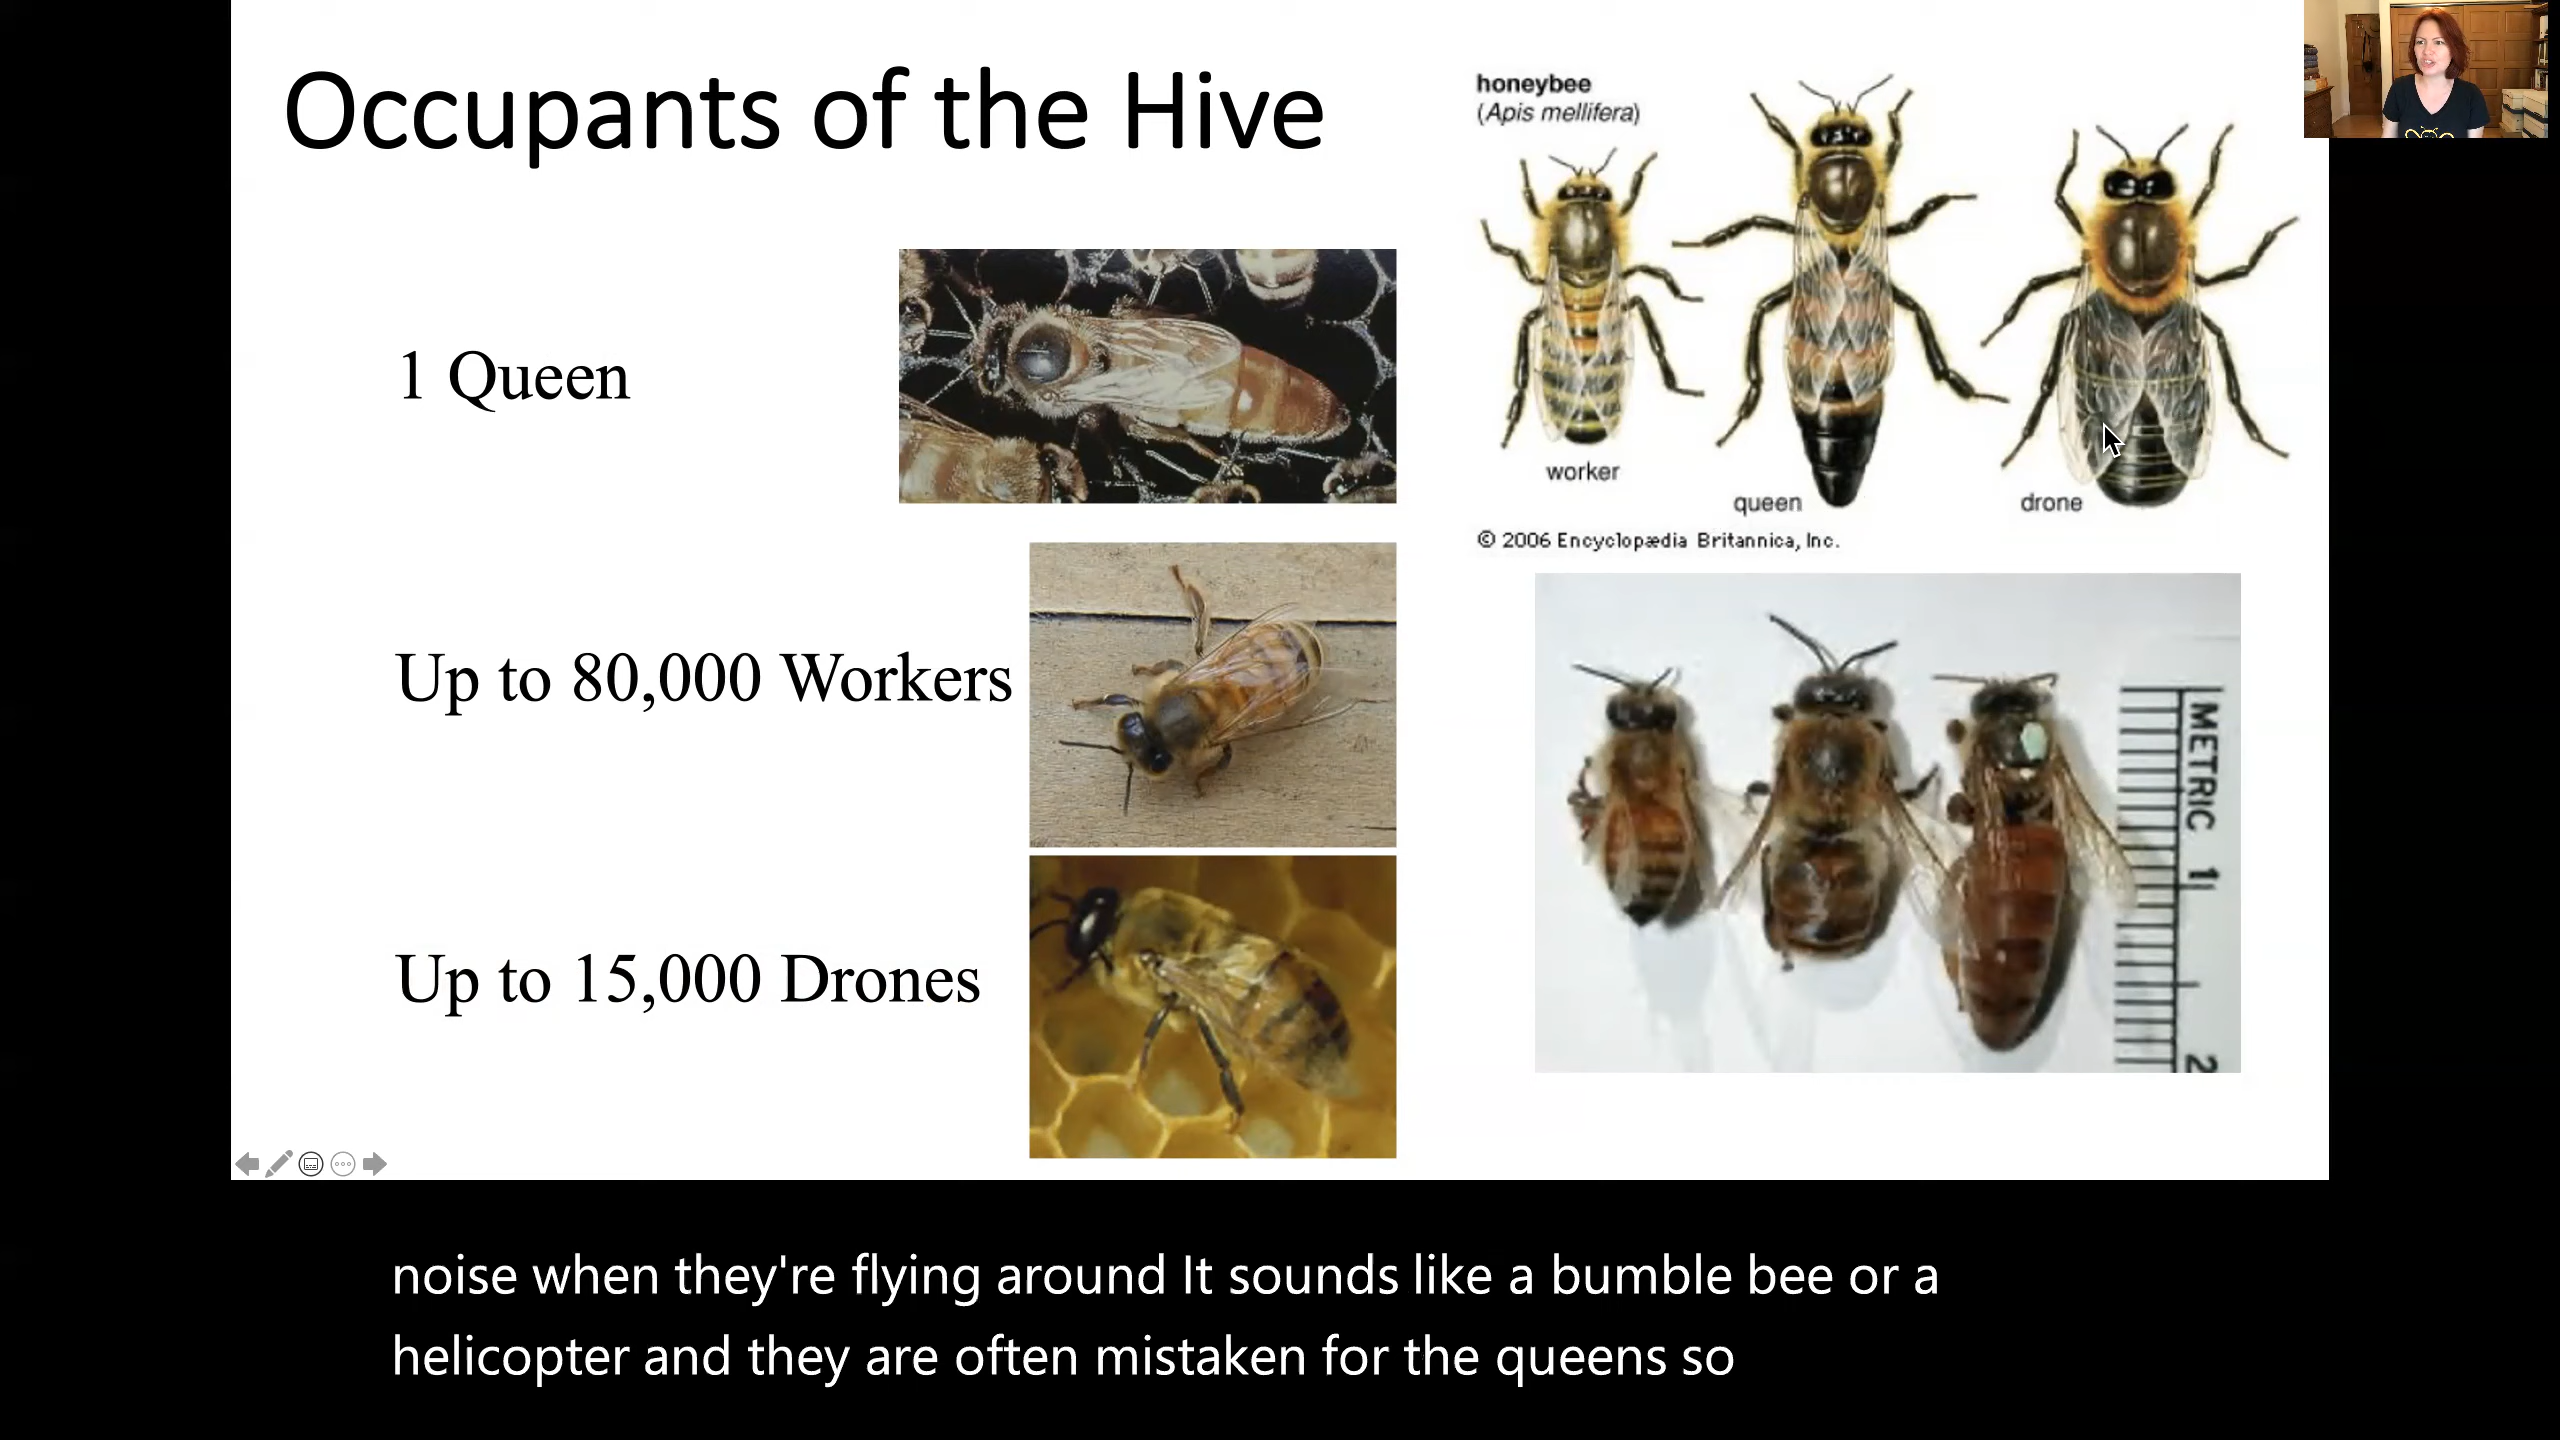 Occupants of the Hive
1 Queen
Up to 80,000 Workers
Up to 15,000 Drones
honeybee
(Apis mellifera)
worker
queen
drone
© 2006 Encyclopædia Britannica, Inc.
METRIC 1
2
noise when they're flying around It sounds like a bumble bee or a
helicopter and they are often mistaken for the queens so